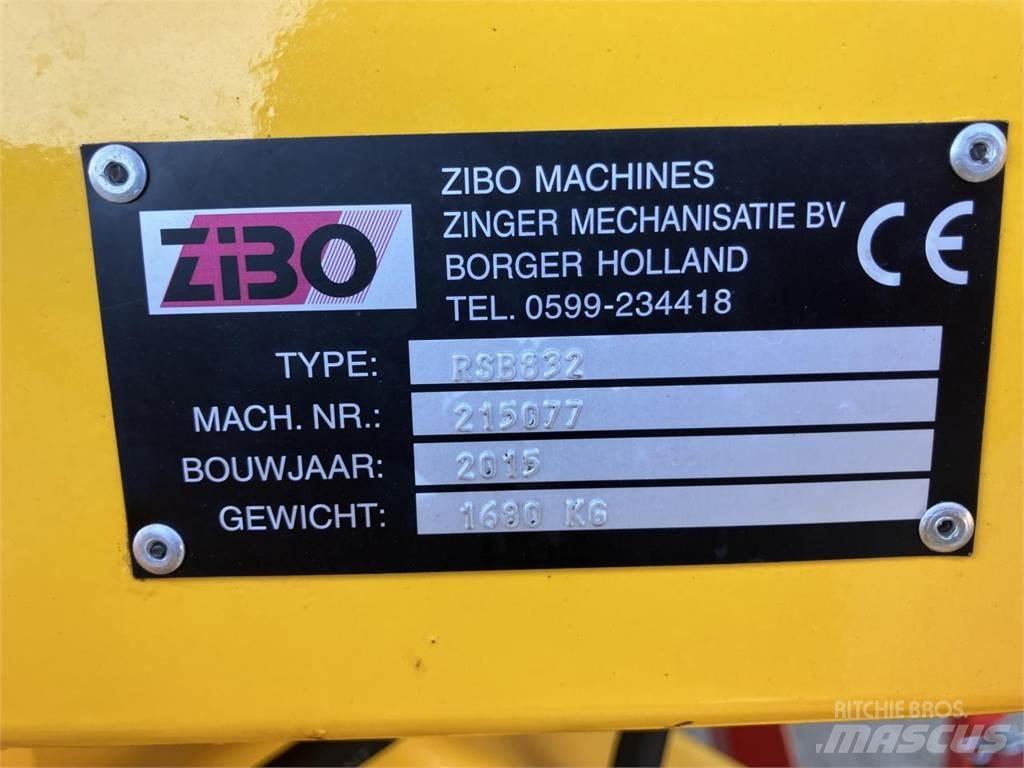 ZIBO MACHINES
ZiBO
ZINGER MECHANISATIE BV
CE
BORGER HOLLAND
TEL. 0599-234418
TYPE: RSB832
MACH. NR.: 215077
BOUWJAAR: 2015
GEWICHT: 1680 KG
RITCHIE BROS.
MASCUS